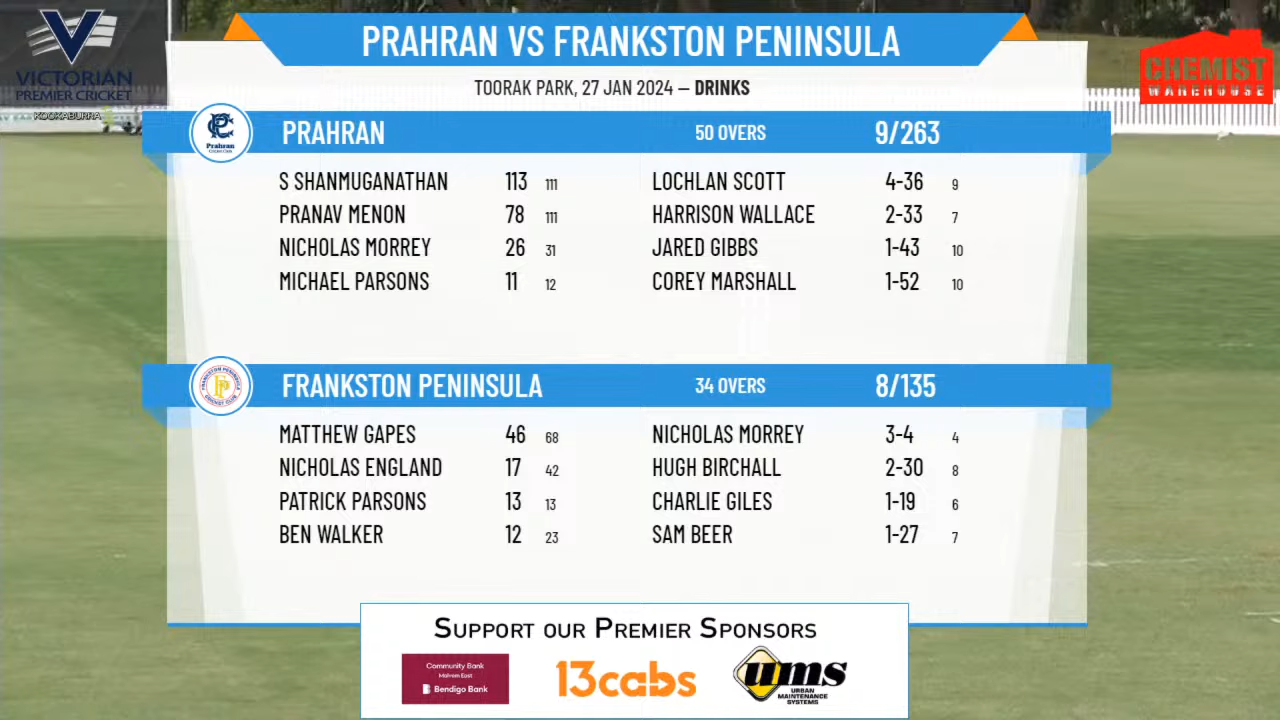 VICTORIAN
PREMIER CRICKET
KOOKABURRA
PRAHRAN VS FRANKSTON PENINSULA
CHEMIST
WAREHOUSE
TOORAK PARK, 27 JAN 2024 – DRINKS
Prahran
PRAHRAN 50 OVERS 9/263
S SHANMUGANATHAN 113 111 LOCHLAN SCOTT 4-36 9
PRANAV MENON 78 111 HARRISON WALLACE 2-33 7
NICHOLAS MORREY 26 31 JARED GIBBS 1-43 10
MICHAEL PARSONS 11 12 COREY MARSHALL 1-52 10
FRANKSTON PENINSULA 34 OVERS 8/135
MATTHEW GAPES 46 68 NICHOLAS MORREY 3-4 4
NICHOLAS ENGLAND 17 42 HUGH BIRCHALL 2-30 8
PATRICK PARSONS 13 13 CHARLIE GILES 1-19 6
BEN WALKER 12 23 SAM BEER 1-27 7
SUPPORT OUR PREMIER SPONSORS
Community Bank
Malvern East
Bendigo Bank
13cabs
ums
URBAN
MAINTENANCE
SYSTEMS